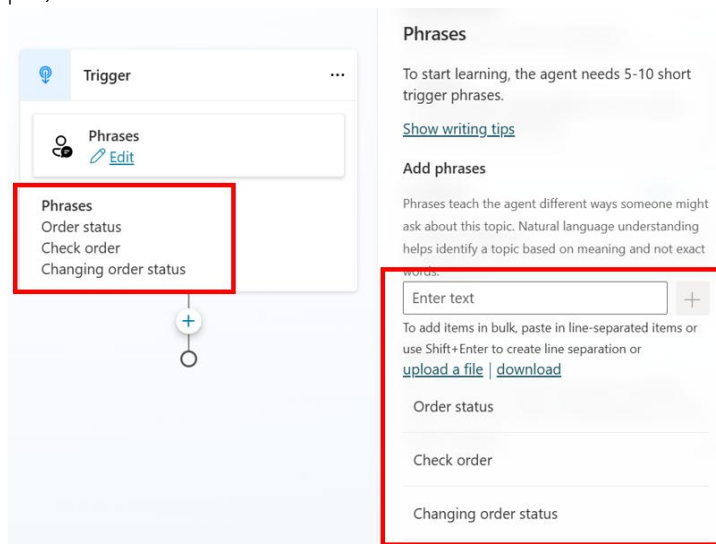 Trigger
...
Phrases
Edit
Phrases
Order status
Check order
Changing order status
Phrases
To start learning, the agent needs 5-10 short
trigger phrases.
Show writing tips
Add phrases
Phrases teach the agent different ways someone might
ask about this topic. Natural language understanding
helps identify a topic based on meaning and not exact
words.
Enter text
To add items in bulk, paste in line-separated items or
use Shift+Enter to create line separation or
upload a file | download
Order status
Check order
Changing order status